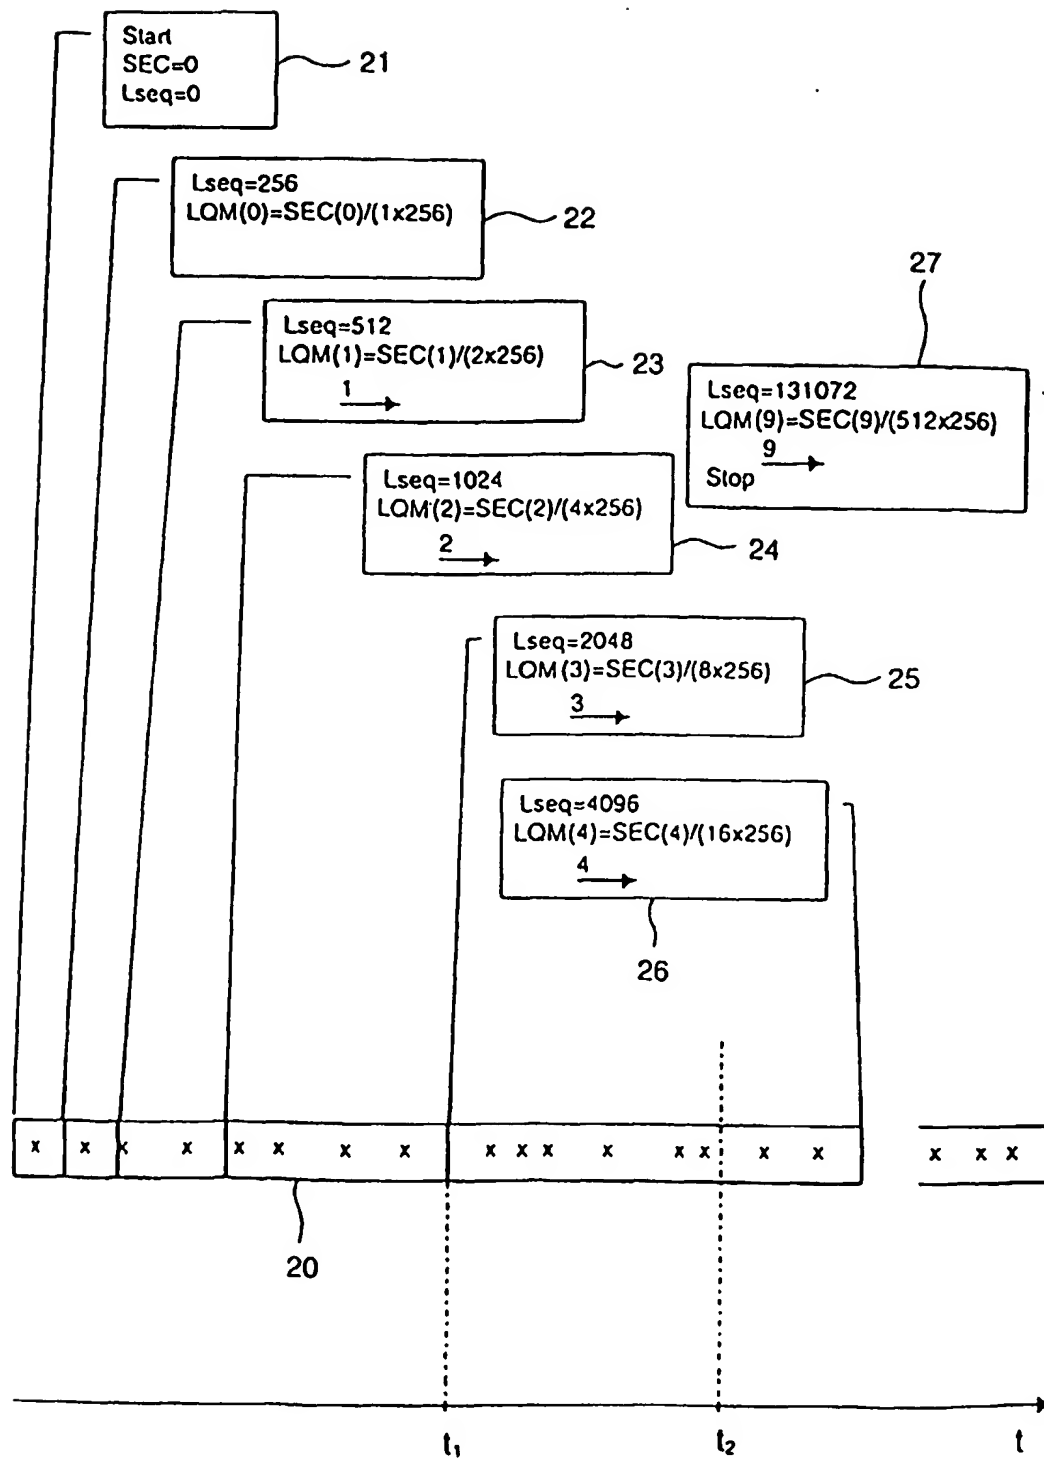 Start
SEC=0
Lseq=0
21
Lseq=256
LQM(0)=SEC(0)/(1x256)
22
Lseq=512
LQM(1)=SEC(1)/(2x256)
1
23
27
Lseq=131072
LQM(9)=SEC(9)/(512x256)
9
Stop
Lseq=1024
LQM(2)=SEC(2)/(4x256)
2
24
Lseq=2048
LQM(3)=SEC(3)/(8x256)
3
25
Lseq=4096
LQM(4)=SEC(4)/(16x256)
4
26
x x x x x x x x x x x x x x x x x x x
20
t₁ t₂ t